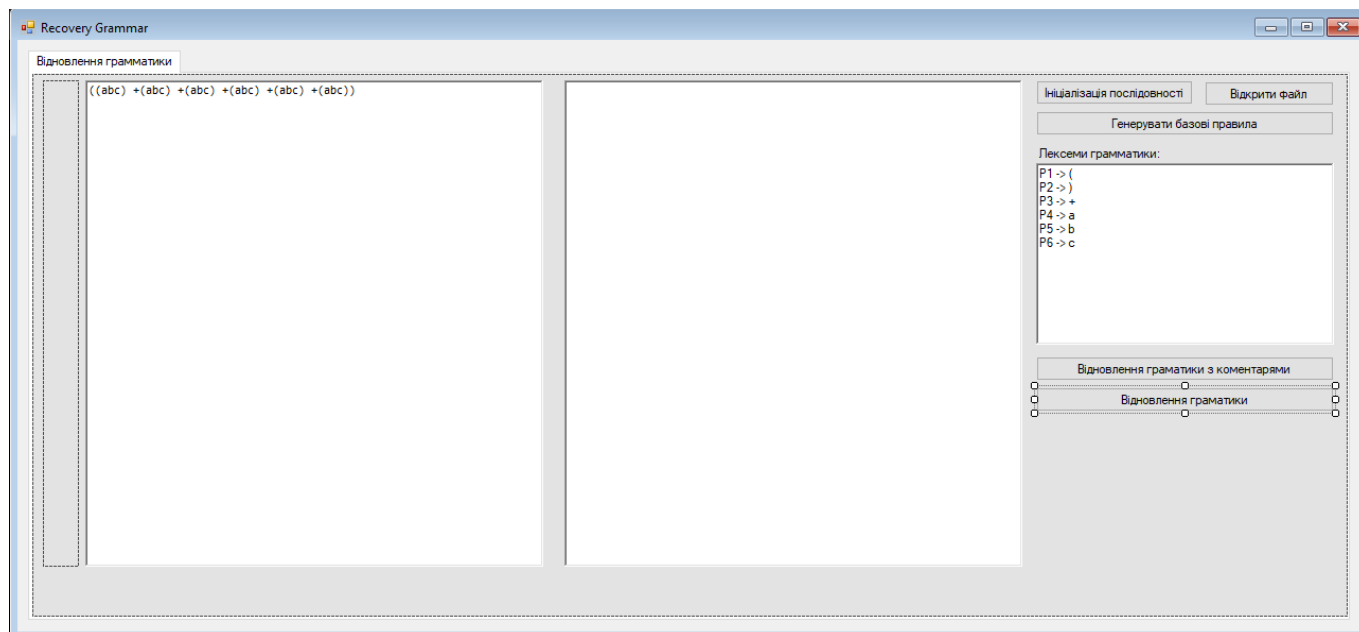 Recovery Grammar
Відновлення грамматики
((abc) +(abc) +(abc) +(abc) +(abc) +(abc))
Ініціалізація послідовності
Відкрити файл
Генерувати базові правила
Лексеми грамматики:
P1 -> (
P2 -> )
P3 -> +
P4 -> a
P5 -> b
P6 -> c
Відновлення граматики з коментарями
Відновлення граматики